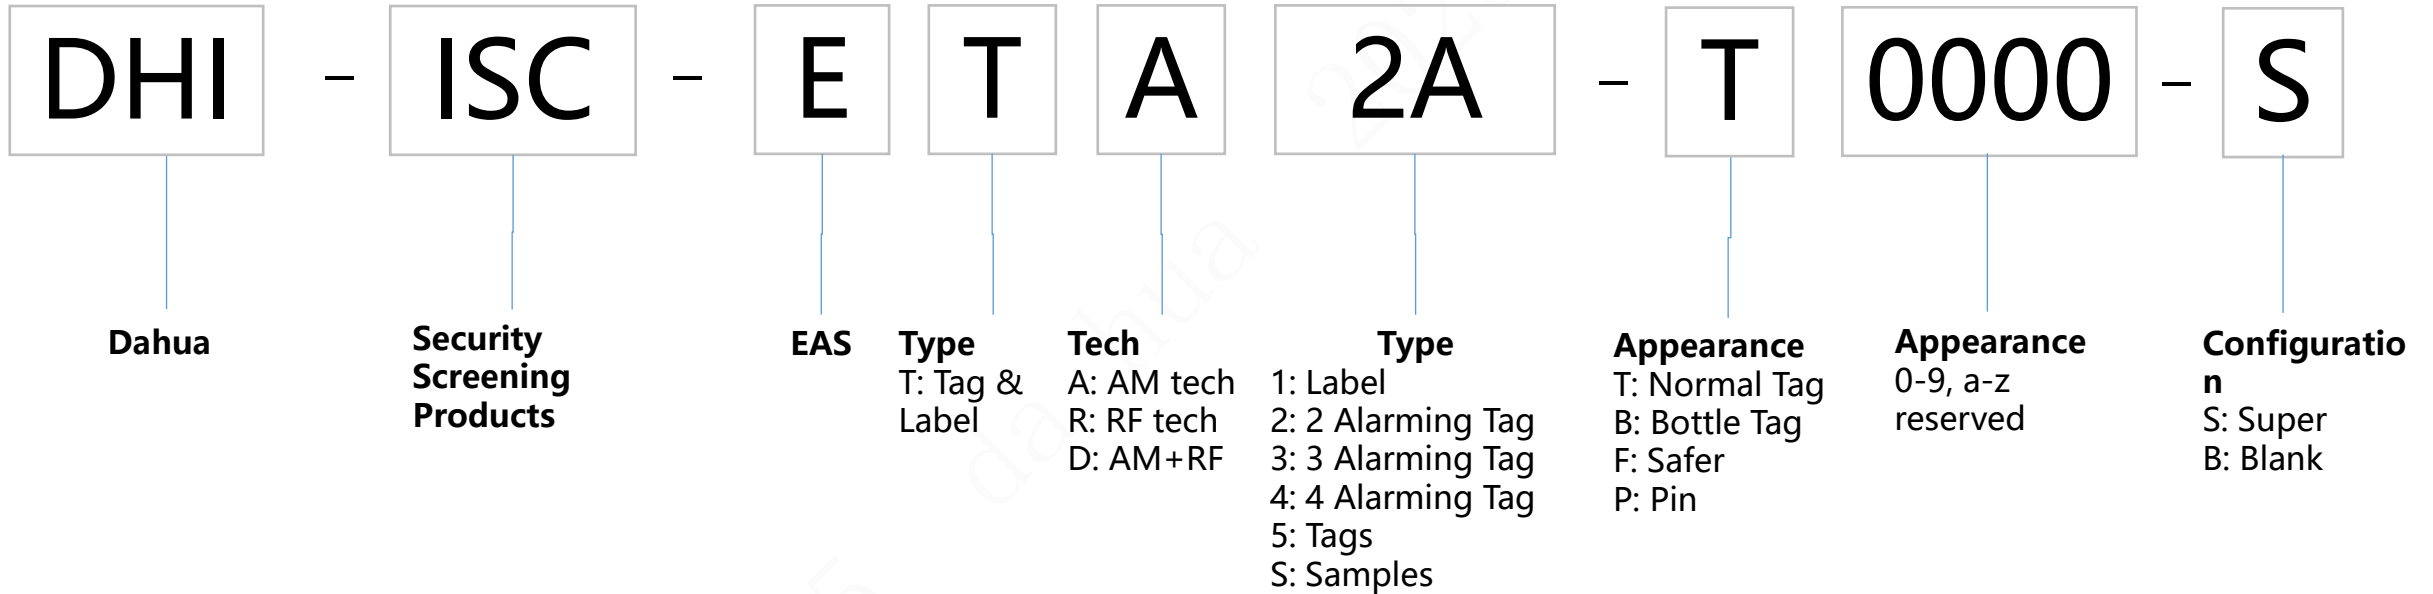 DHI - ISC - E T A 2A - T 0000 - S
Dahua
Security
Screening
Products
EAS
Type
T: Tag &
Label
Tech
A: AM tech
R: RF tech
D: AM+RF
Type
1: Label
2: 2 Alarming Tag
3: 3 Alarming Tag
4: 4 Alarming Tag
5: Tags
S: Samples
Appearance
T: Normal Tag
B: Bottle Tag
F: Safer
P: Pin
Appearance
0-9, a-z
reserved
Configuratio
n
S: Super
B: Blank
da hua